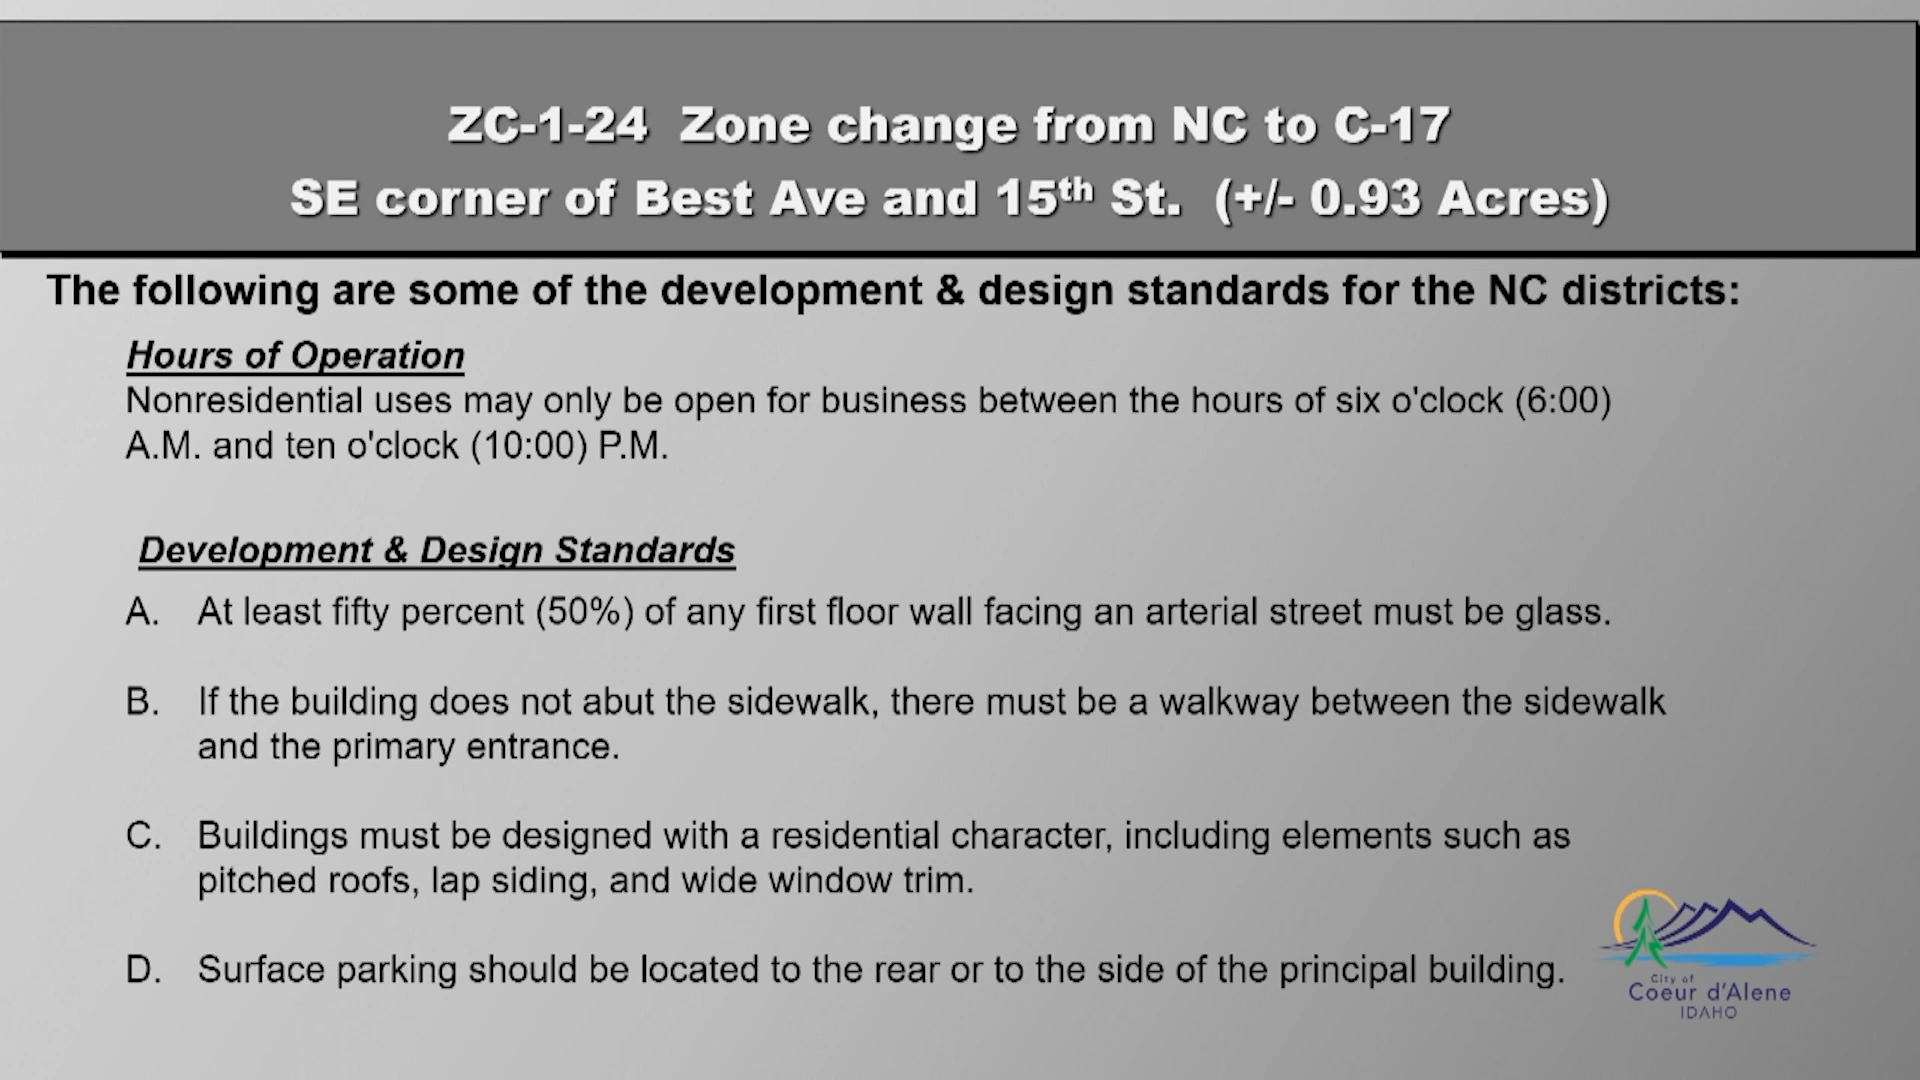 ZC-1-24 Zone change from NC to C-17
SE corner of Best Ave and 15th St. (+/- 0.93 Acres)
The following are some of the development & design standards for the NC districts:
Hours of Operation
Nonresidential uses may only be open for business between the hours of six o'clock (6:00)
A.M. and ten o'clock (10:00) P.M.
Development & Design Standards
A. At least fifty percent (50%) of any first floor wall facing an arterial street must be glass.
B. If the building does not abut the sidewalk, there must be a walkway between the sidewalk
and the primary entrance.
C. Buildings must be designed with a residential character, including elements such as
pitched roofs, lap siding, and wide window trim.
D. Surface parking should be located to the rear or to the side of the principal building.
City of
Coeur d'Alene
IDAHO